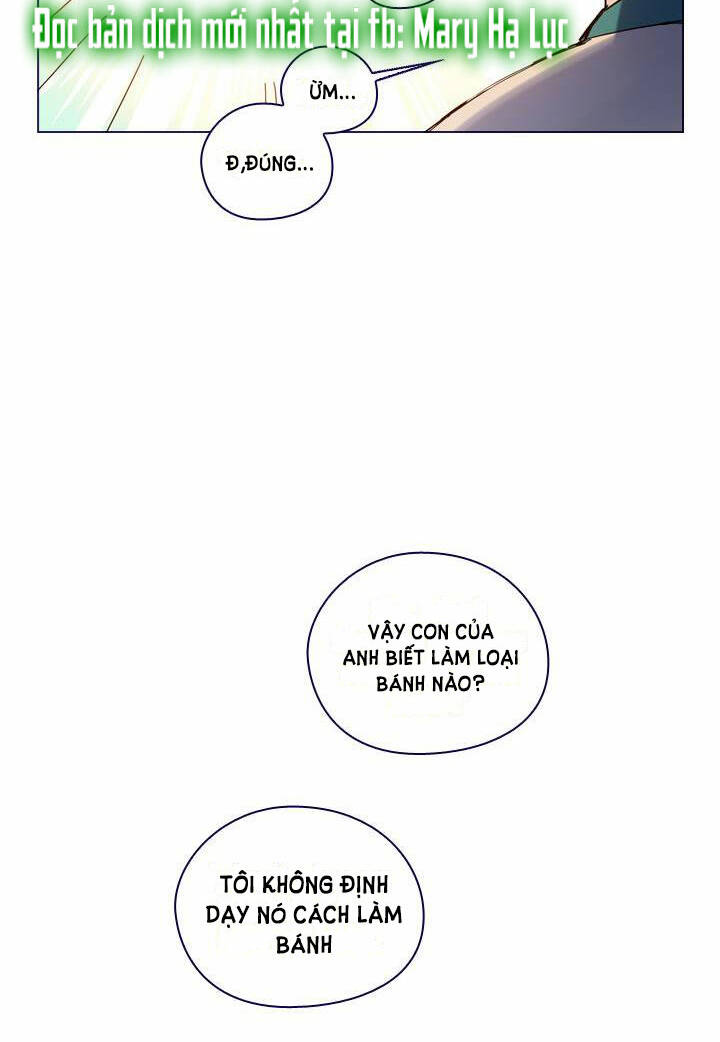 Đọc bản dịch mới nhất tại fb: Mary Hạ Lục
ỪM...
Đ,ĐÚNG...
VẬY CON CỦA
ANH BIẾT LÀM LOẠI
BÁNH NÀO?
TÔI KHÔNG ĐỊNH
DẠY NÓ CÁCH LÀM
BÁNH